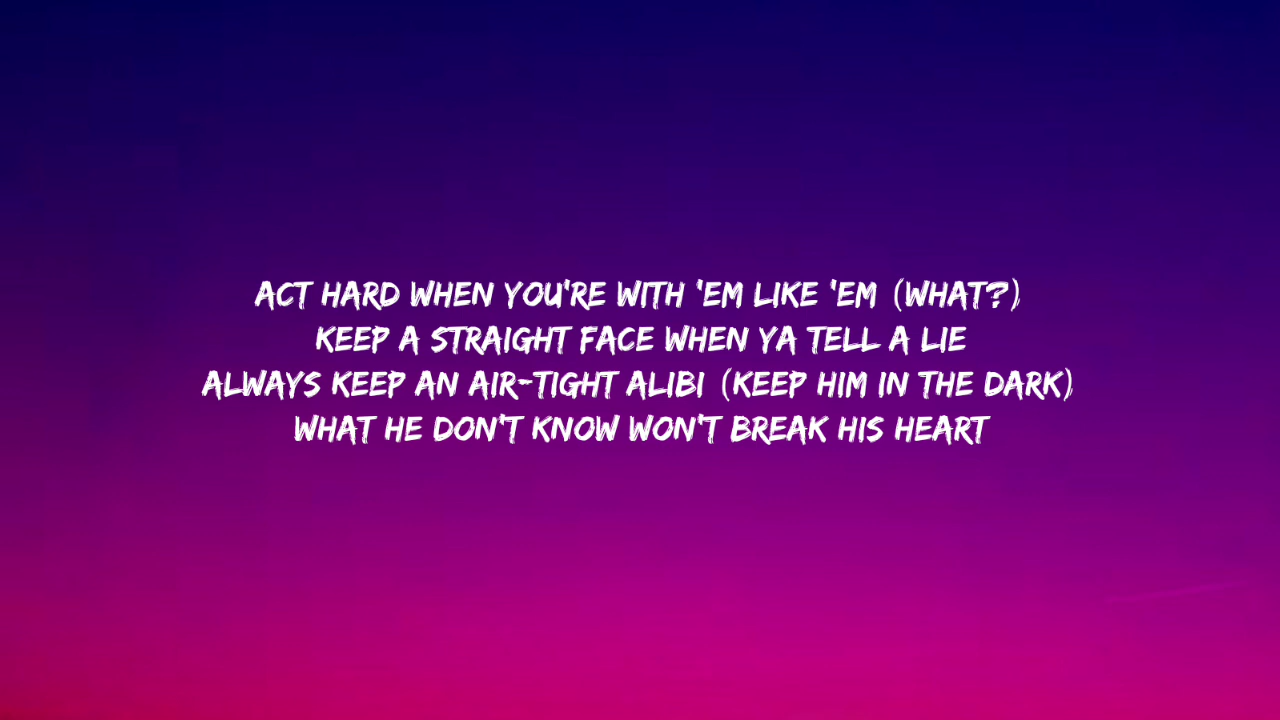 ACT HARD WHEN YOU'RE WITH 'EM LIKE 'EM (WHAT?)
KEEP A STRAIGHT FACE WHEN YA TELL A LIE
ALWAYS KEEP AN AIR-TIGHT ALIBI (KEEP HIM IN THE DARK)
WHAT HE DON'T KNOW WON'T BREAK HIS HEART